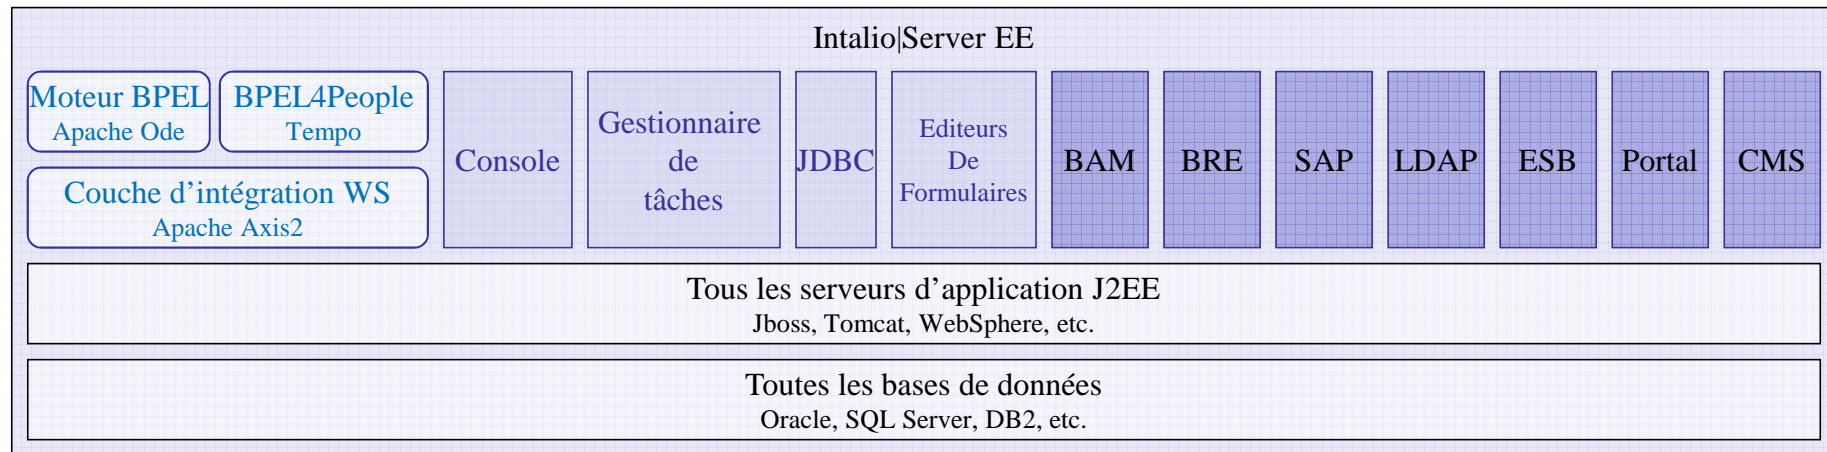 Intalio|Server EE
Moteur BPEL
Apache Ode
BPEL4People
Tempo
Couche d’intégration WS
Apache Axis2
Console
Gestionnaire
de
tâches
JDBC
Editeurs
De
Formulaires
BAM
BRE
SAP
LDAP
ESB
Portal
CMS
Tous les serveurs d’application J2EE
Jboss, Tomcat, WebSphere, etc.
Toutes les bases de données
Oracle, SQL Server, DB2, etc.